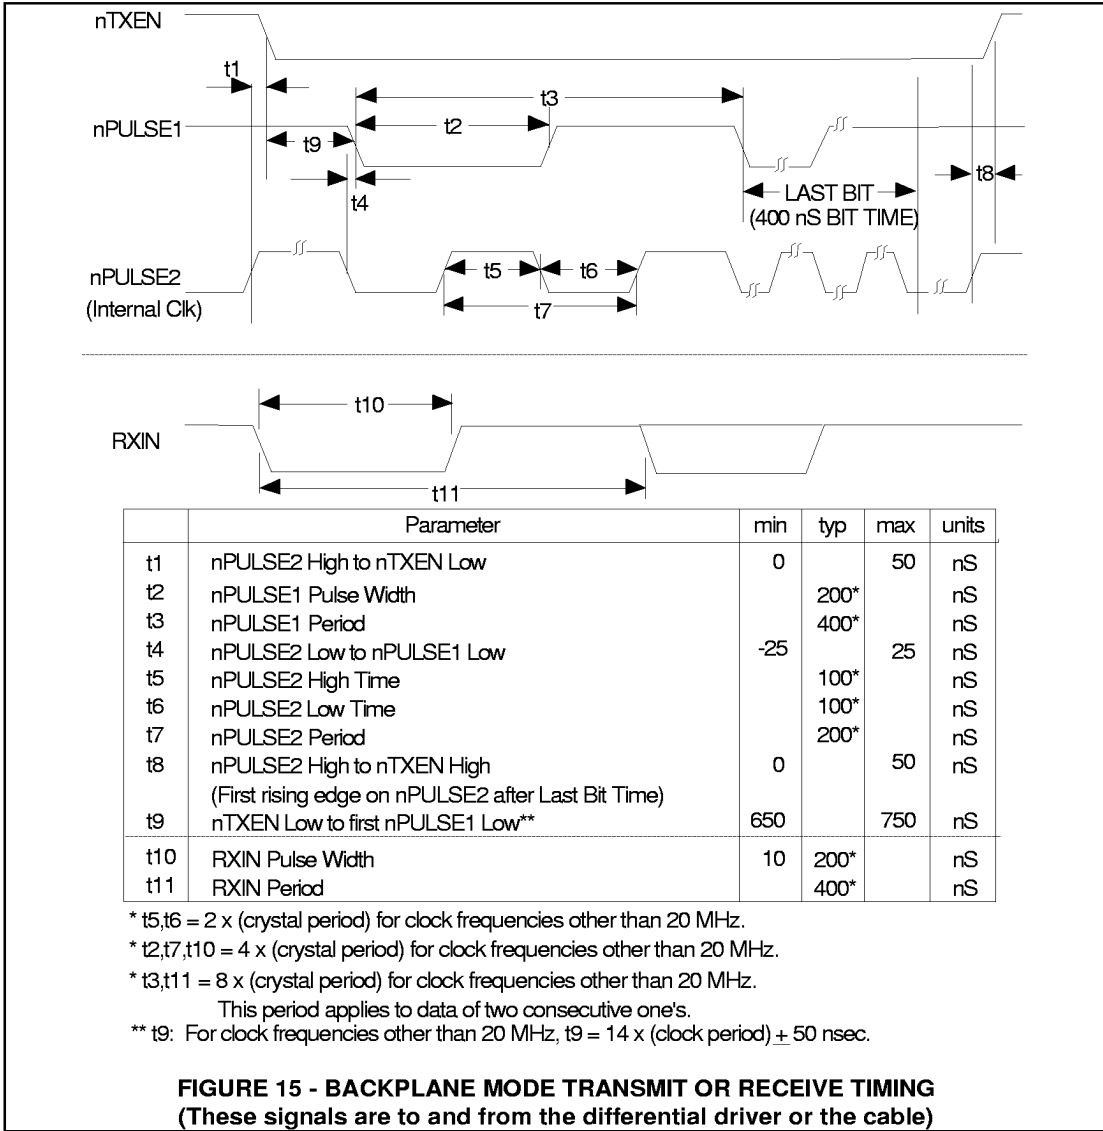 nTXEN
t1
t3
nPULSE1
t2
t9
t8
t4
LAST BIT
(400 nS BIT TIME)
nPULSE2
(Internal Clk)
t5
t6
t7
t10
RXIN
t11
Parameter min typ max units
t1 nPULSE2 High to nTXEN Low 0 50 nS
t2 nPULSE1 Pulse Width 200* nS
t3 nPULSE1 Period 400* nS
t4 nPULSE2 Low to nPULSE1 Low -25 25 nS
t5 nPULSE2 High Time 100* nS
t6 nPULSE2 Low Time 100* nS
t7 nPULSE2 Period 200* nS
t8 nPULSE2 High to nTXEN High 0 50 nS
(First rising edge on nPULSE2 after Last Bit Time)
t9 nTXEN Low to first nPULSE1 Low** 650 750 nS
t10 RXIN Pulse Width 10 200* nS
t11 RXIN Period 400* nS
* t5,t6 = 2 x (crystal period) for clock frequencies other than 20 MHz.
* t2,t7,t10 = 4 x (crystal period) for clock frequencies other than 20 MHz.
* t3,t11 = 8 x (crystal period) for clock frequencies other than 20 MHz.
This period applies to data of two consecutive one's.
** t9: For clock frequencies other than 20 MHz, t9 = 14 x (clock period) ± 50 nsec.
FIGURE 15 - BACKPLANE MODE TRANSMIT OR RECEIVE TIMING
(These signals are to and from the differential driver or the cable)